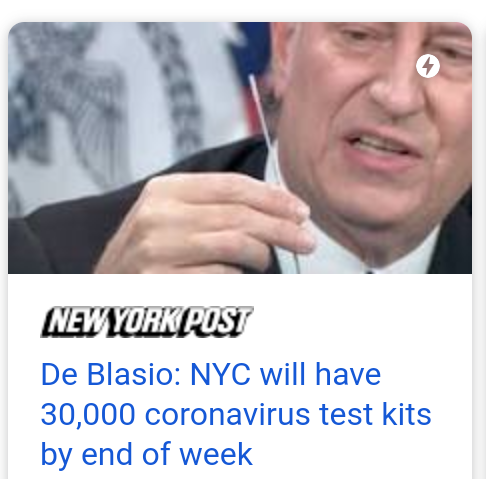 NEW YORK POST
De Blasio: NYC will have
30,000 coronavirus test kits
by end of week